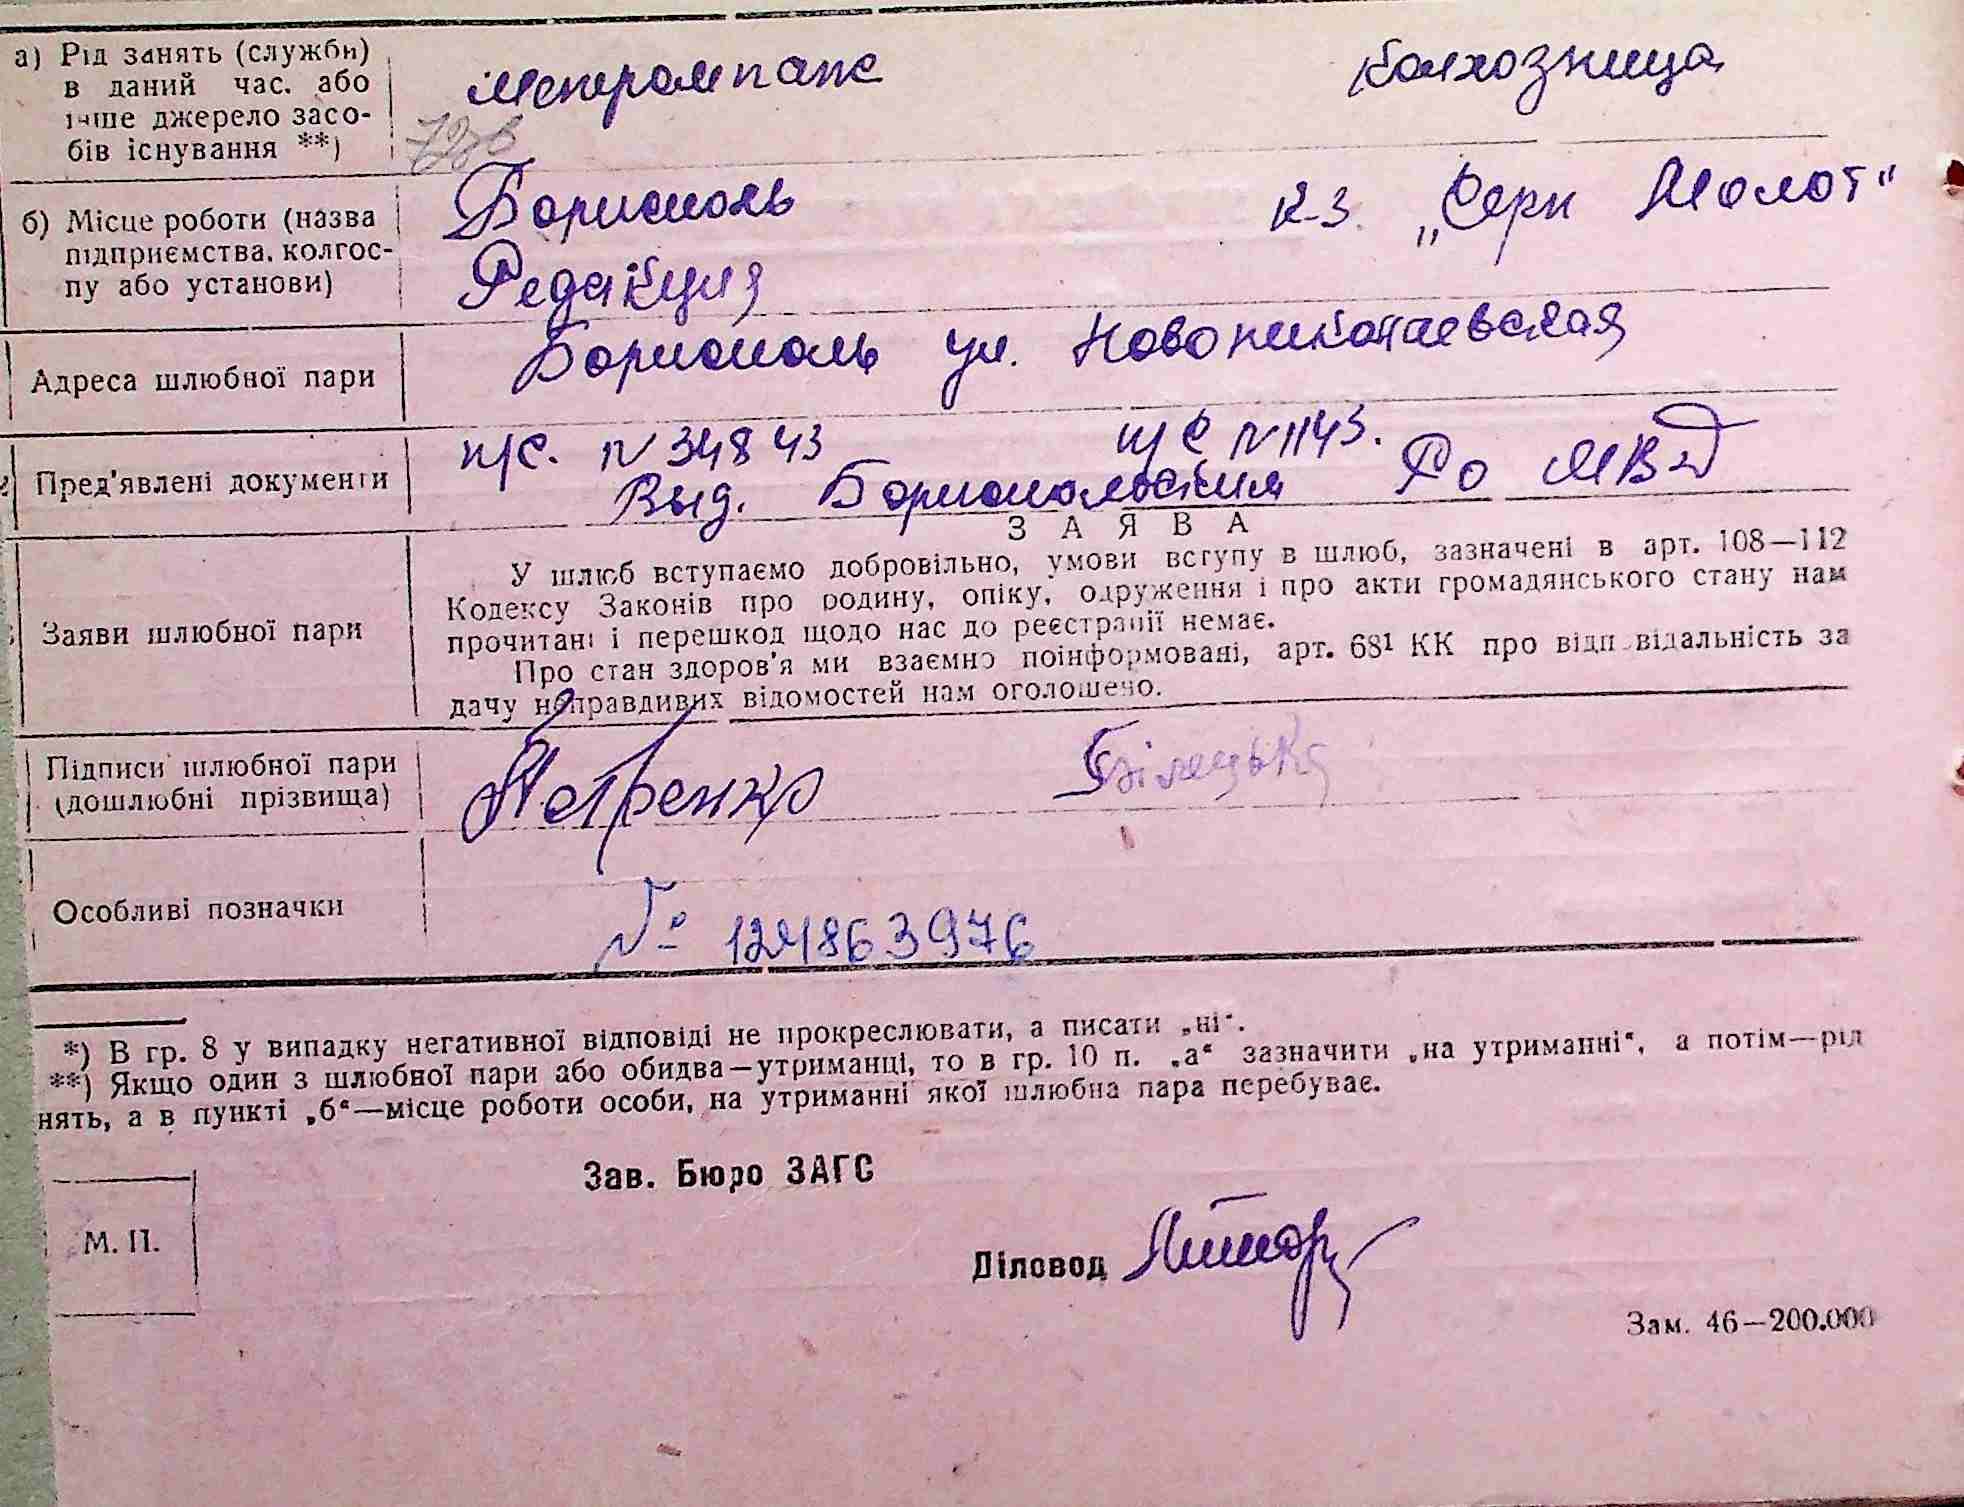 а) Рід занять (служби)
в даний час. або
інше джерело засо-
бів існування **)
колхозница
б) Місце роботи (назва
підприємства, колгос-
пу або установи)
Борисполь
Редакция
к-з. „Серп Молот"
Адреса шлюбної пари
Борисполь ул. Новониколаевская
Пред'явлені документи
п/с. N 34843 п/с N 1143.
Выд. Бориспольским Ро МВД
ЗАЯВА
Заяви шлюбної пари
У шлюб вступаємо добровільно, умови вступу в шлюб, зазначені в арт. 108—112
Кодексу Законів про родину, опіку, одруження і про акти громадянського стану нам
прочитані і перешкод щодо нас до реєстрації немає.
Про стан здоров'я ми взаємно поінформовані, арт. 68¹ КК про відповідальність за
дачу неправдивих відомостей нам оголошено.
Підписи шлюбної пари
(дошлюбні прізвища)
Петренко Білецька
Особливі позначки
№ 124863976
*) В гр. 8 у випадку негативної відповіді не прокреслювати, а писати „ні".
**) Якщо один з шлюбної пари або обидва—утриманці, то в гр. 10 п. „а" зазначити „на утриманні", а потім—рід
нять, а в пункті „б"—місце роботи особи, на утриманні якої шлюбна пара перебуває.
Зав. Бюро ЗАГС
М. П.
Діловод
Зам. 46—200.000